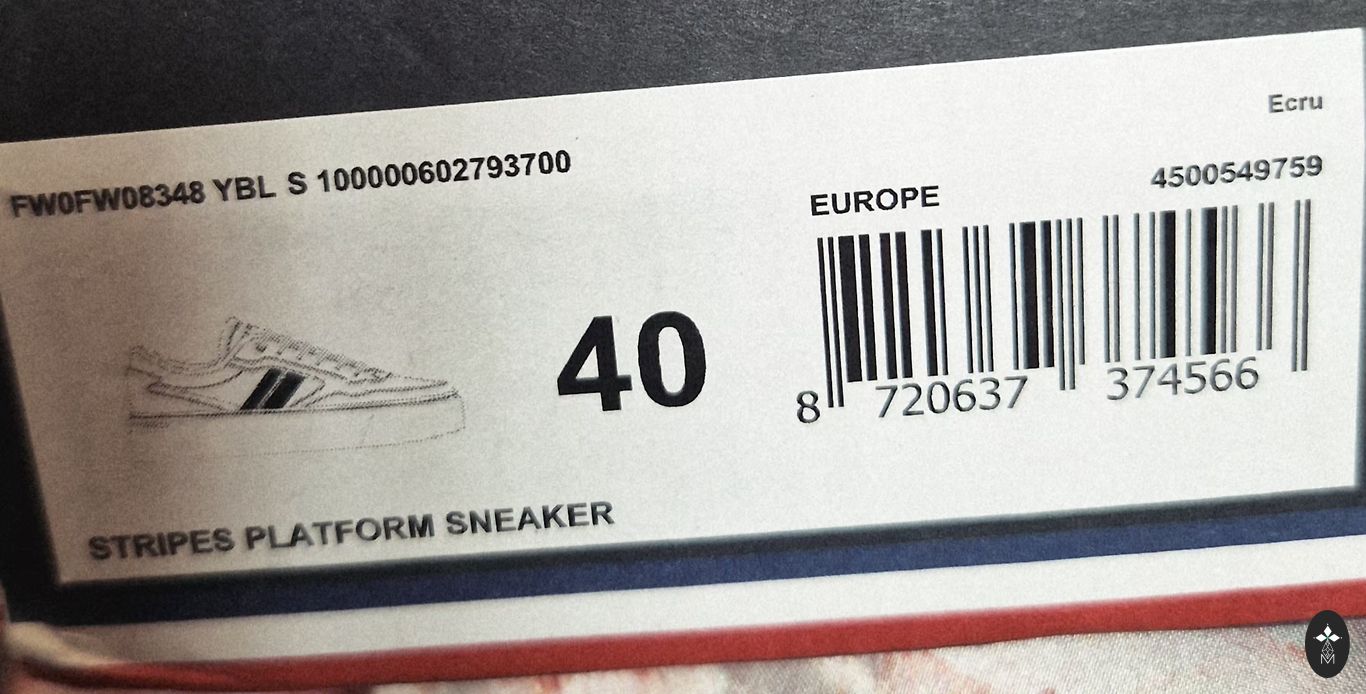 Ecru
FW0FW08348 YBL S 100000602793700
EUROPE
4500549759
40
8 720637 374566
STRIPES PLATFORM SNEAKER
M